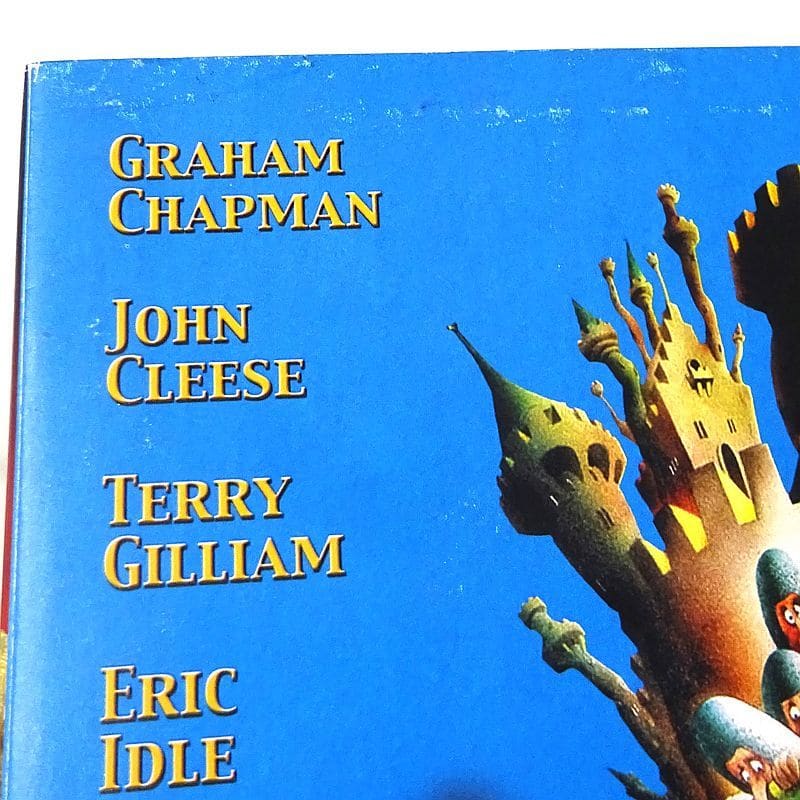 GRAHAM
CHAPMAN
JOHN
CLEESE
TERRY
GILLIAM
ERIC
IDLE